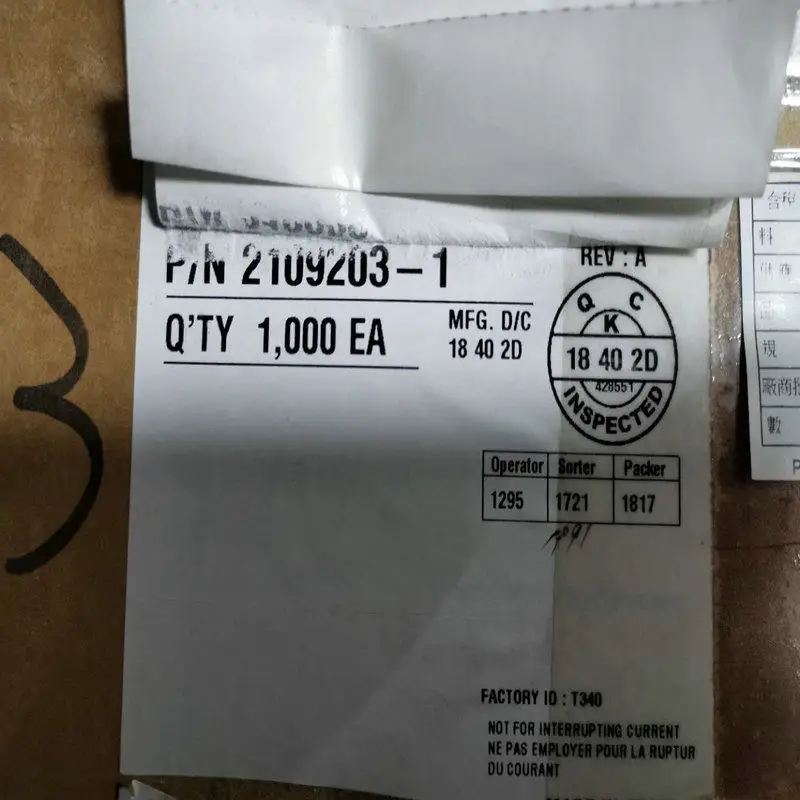 P/N 2109203-1
REV : A
Q'TY 1,000 EA
MFG. D/C
18 40 2D
Q C
K
18 40 2D
428551
INSPECTED
Operator Sorter Packer
1295 1721 1817
FACTORY ID : T340
NOT FOR INTERRUPTING CURRENT
NE PAS EMPLOYER POUR LA RUPTUR
DU COURANT
料
規
廠商
數
P
3